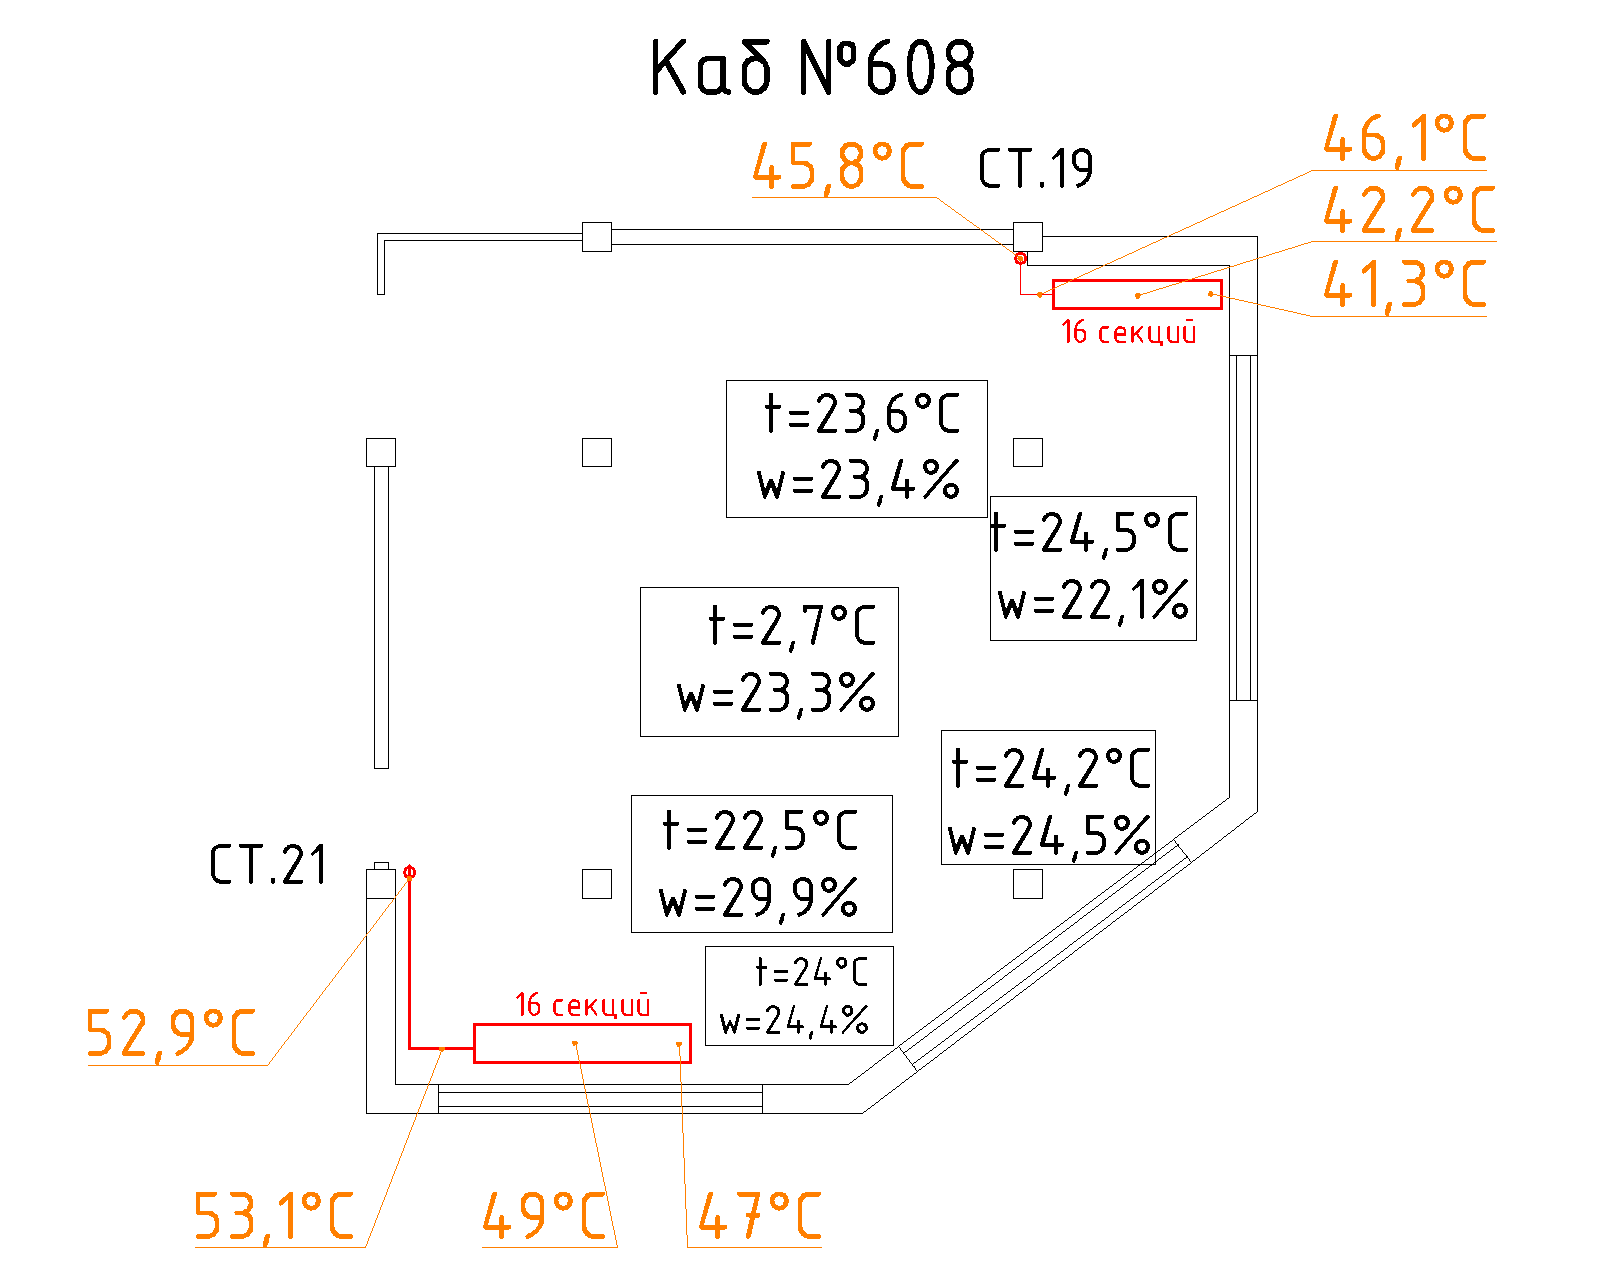 Каб №608
45,8°C
СТ.19
46,1°C
42,2°C
41,3°C
16 секций
t=23,6°C
w=23,4%
t=24,5°C
w=22,1%
t=2,7°C
w=23,3%
t=24,2°C
w=24,5%
t=22,5°C
w=29,9%
СТ.21
t=24°C
w=24,4%
16 секций
52,9°C
53,1°C
49°C
47°C